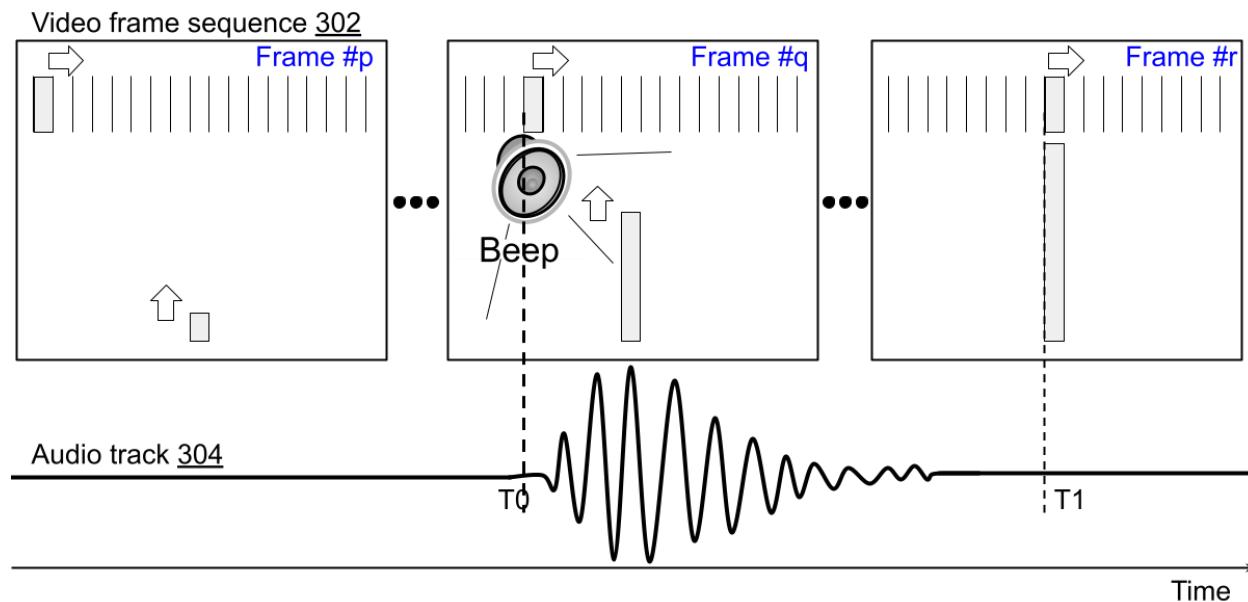 Video frame sequence 302
Frame #p
Frame #q
Frame #r
Beep
Audio track 304
T0
T1
Time